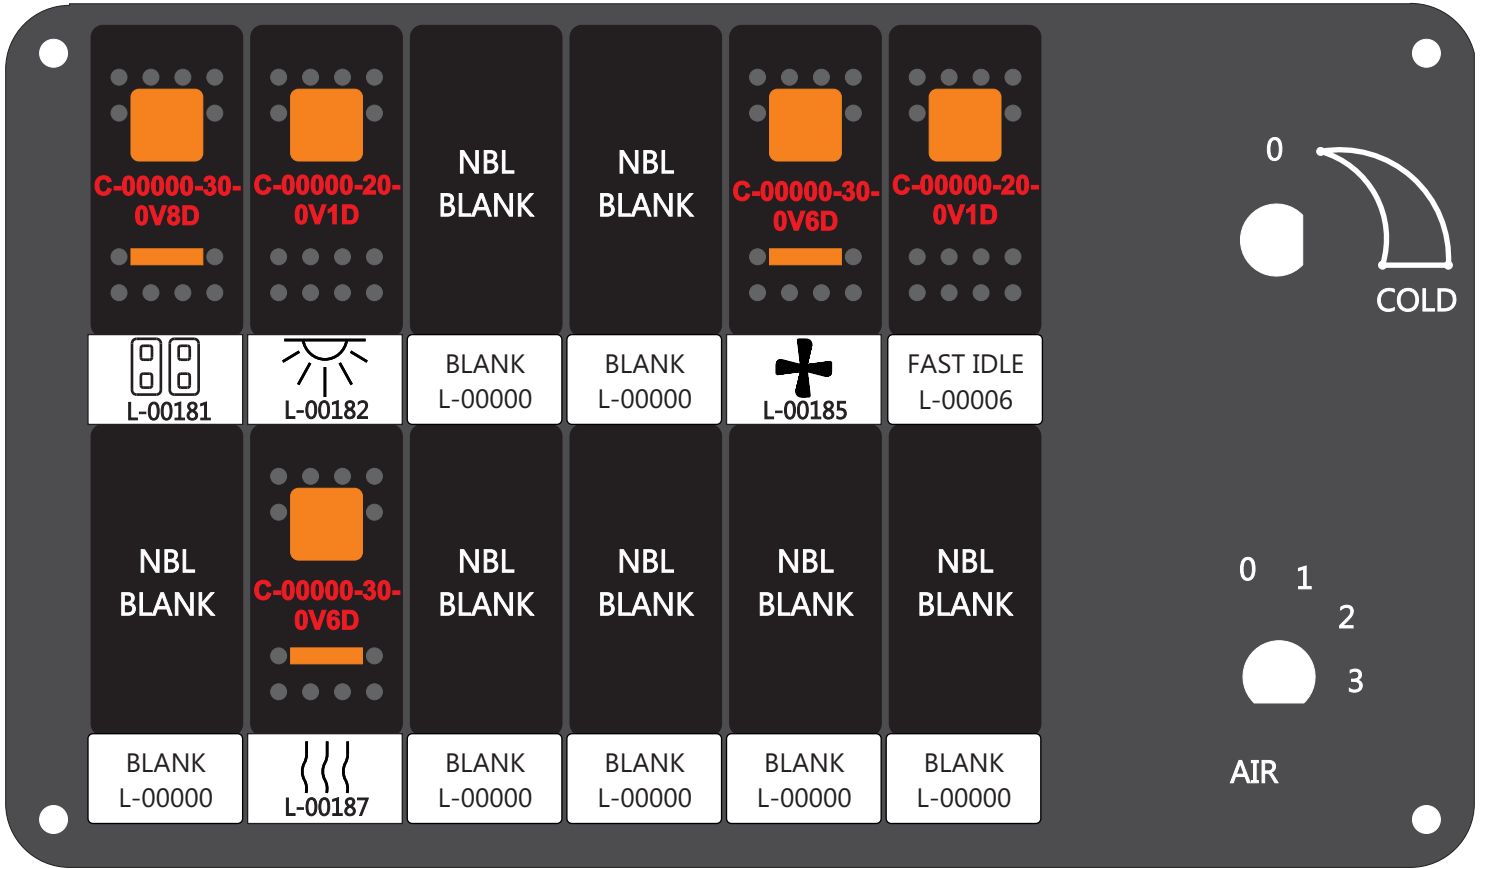 C-00000-30-
0V8D
C-00000-20-
0V1D
NBL
BLANK
NBL
BLANK
C-00000-30-
0V6D
C-00000-20-
0V1D
L-00181
L-00182
BLANK
L-00000
BLANK
L-00000
L-00185
FAST IDLE
L-00006
NBL
BLANK
C-00000-30-
0V6D
NBL
BLANK
NBL
BLANK
NBL
BLANK
NBL
BLANK
BLANK
L-00000
L-00187
BLANK
L-00000
BLANK
L-00000
BLANK
L-00000
BLANK
L-00000
0
COLD
0
1
2
3
AIR